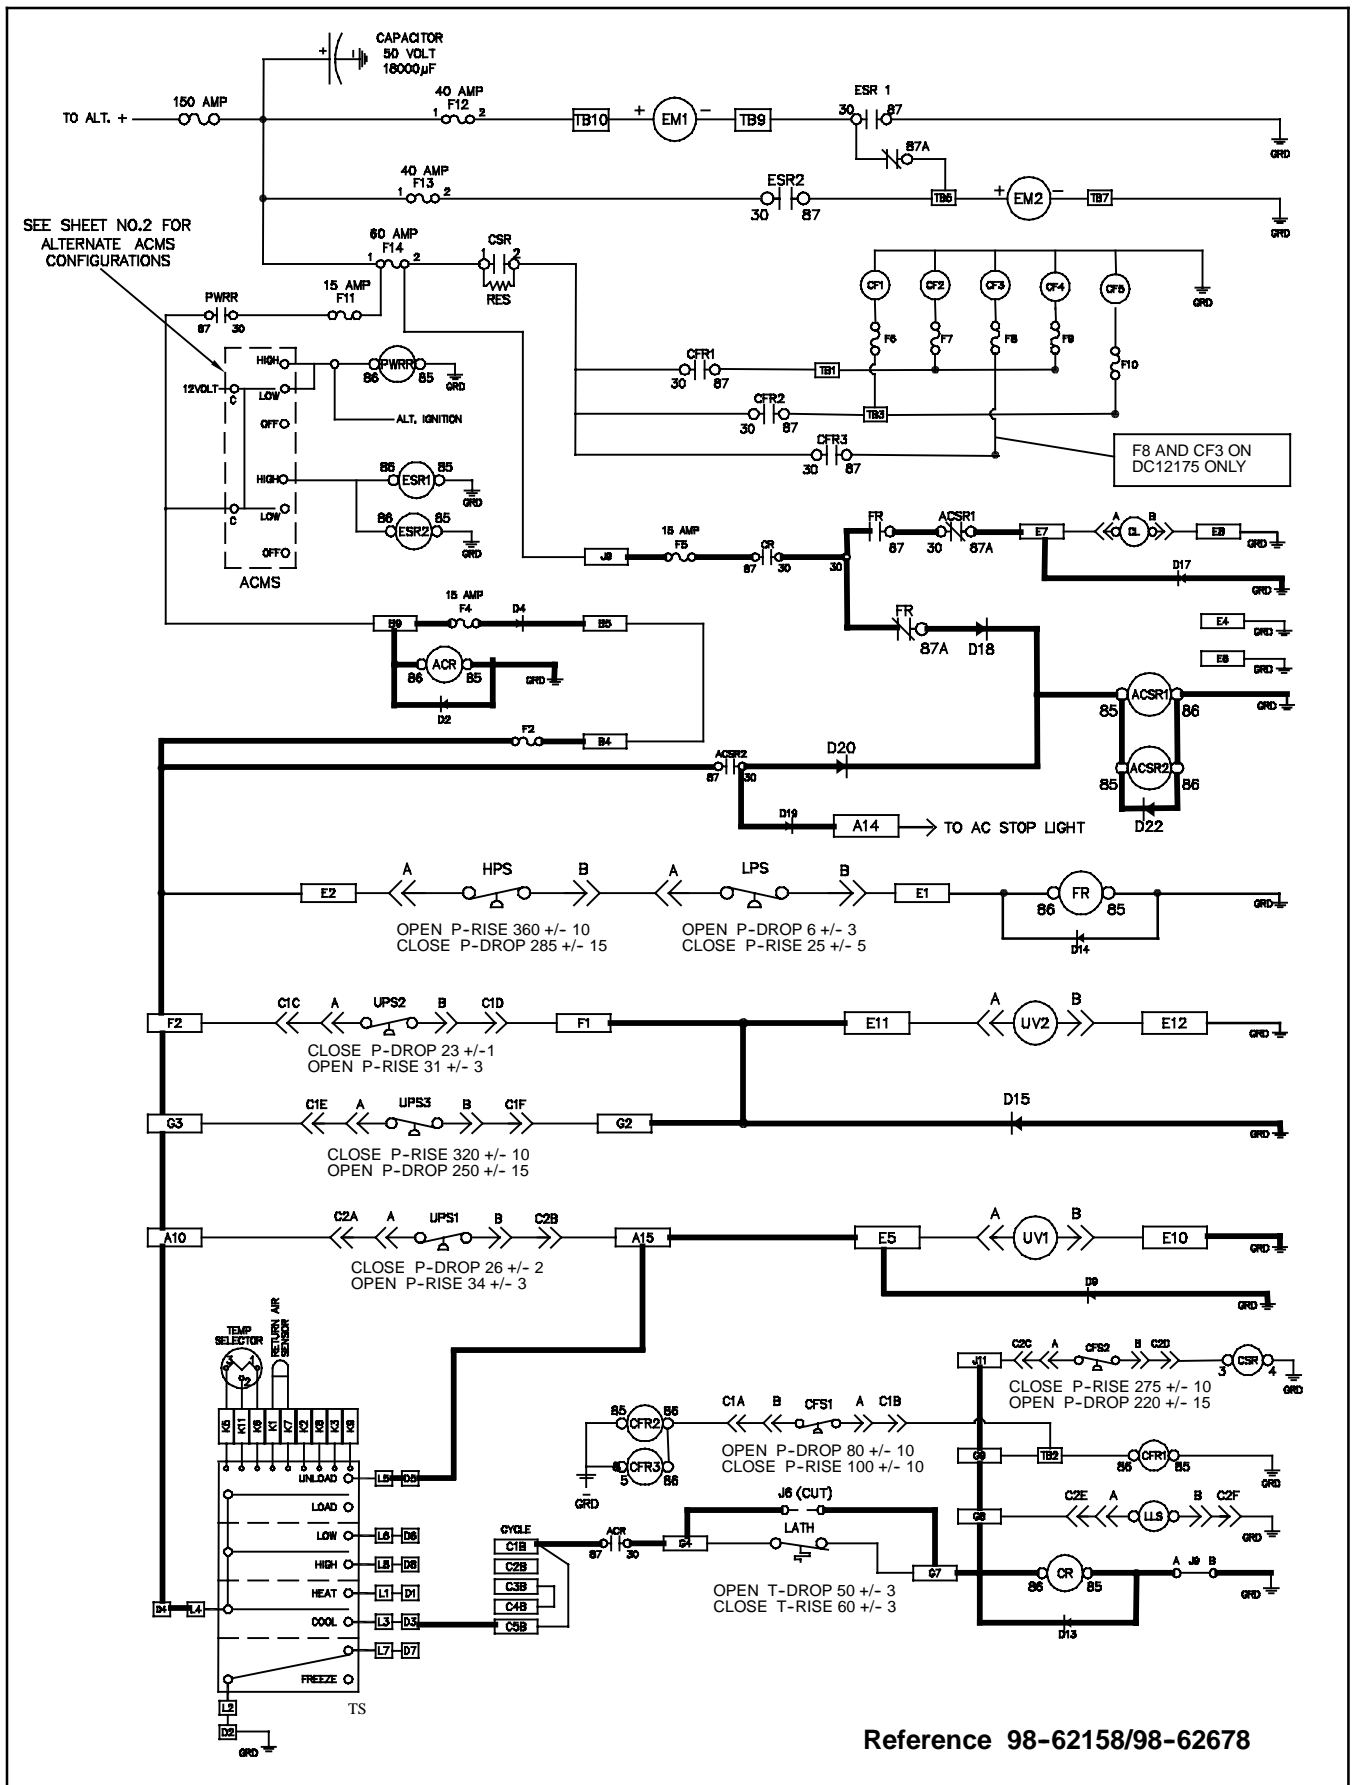 CAPACITOR
50 VOLT
18000µF
+
150 AMP
TO ALT. +
40 AMP
F12
1 2
TB10
+ EM1 -
TB9
ESR 1
30 87
GRD
87A
40 AMP
F13
1 2
ESR2
30 87
TB6
+ EM2 -
TB7
GRD
SEE SHEET NO.2 FOR
ALTERNATE ACMS
CONFIGURATIONS
60 AMP
F14
1 2
CSR
1 2
RES
CF1 CF2 CF3 CF4 CF5
GRD
15 AMP
F11
PWRR
87 30
F6 F7 F8 F9
F10
HIGH
86 PWRR 85
GRD
12VOLT C LOW
ALT. IGNITION
OFF
CFR1
30 87
TB1
CFR2
30 87
TB3
CFR3
30 87
F8 AND CF3 ON
DC12175 ONLY
HIGH
86 ESR1 85
GRD
C LOW
86 ESR2 85
GRD
OFF
ACMS
J8
15 AMP
F5
CR
87 30
30
FR
87
ACSR1
30 87A
E7
A CL B
E8
GRD
D17
GRD
B9
15 AMP
F4
D4
B5
FR
87A
D18
E4
GRD
E6
GRD
86 ACR 85
GRD
D2
85 ACSR1 86
GRD
F2
B4
ACSR2
87 30
D20
85 ACSR2 86
D22
D19
A14
TO AC STOP LIGHT
E2
A HPS B
A LPS B
E1
86 FR 85
GRD
D14
OPEN P-RISE 360 +/- 10
CLOSE P-DROP 285 +/- 15
OPEN P-DROP 6 +/- 3
CLOSE P-RISE 25 +/- 5
F2
C1C A UPS2 B C1D
F1
E11
A UV2 B
E12
GRD
CLOSE P-DROP 23 +/-1
OPEN P-RISE 31 +/- 3
D15
GRD
G3
C1E A UPS3 B C1F
G2
CLOSE P-RISE 320 +/- 10
OPEN P-DROP 250 +/- 15
A10
C2A A UPS1 B C2B
A15
E5
A UV1 B
E10
GRD
CLOSE P-DROP 26 +/- 2
OPEN P-RISE 34 +/- 3
D9
GRD
TEMP
SELECTOR
3 1
2
RETURN AIR
SENSOR
K5 K11 K6 K1 K7 K2 K8 K3 K9
J11
C2C A CFS2 B C2D
3 CSR 4
GRD
CLOSE P-RISE 275 +/- 10
OPEN P-DROP 220 +/- 15
85 CFR2 86
C1A B CFS1 A C1B
OPEN P-DROP 80 +/- 10
CLOSE P-RISE 100 +/- 10
CFR3
5 86
GRD
G9
TB2
86 CFR1 85
GRD
UNLOAD
L5 D5
LOAD
LOW
L6 D6
HIGH
L8 D8
HEAT
L1 D1
COOL
L3 D3
L7 D7
FREEZE
D4 L4
L2
D2
GRD
TS
CYCLE
C1B
C2B
C3B
C4B
C5B
ACR
87 30
G4
J6 (CUT)
LATH
G7
OPEN T-DROP 50 +/- 3
CLOSE T-RISE 60 +/- 3
G8
C2E A LLS B C2F
GRD
86 CR 85
A J9 B
GRD
D13
Reference 98-62158/98-62678